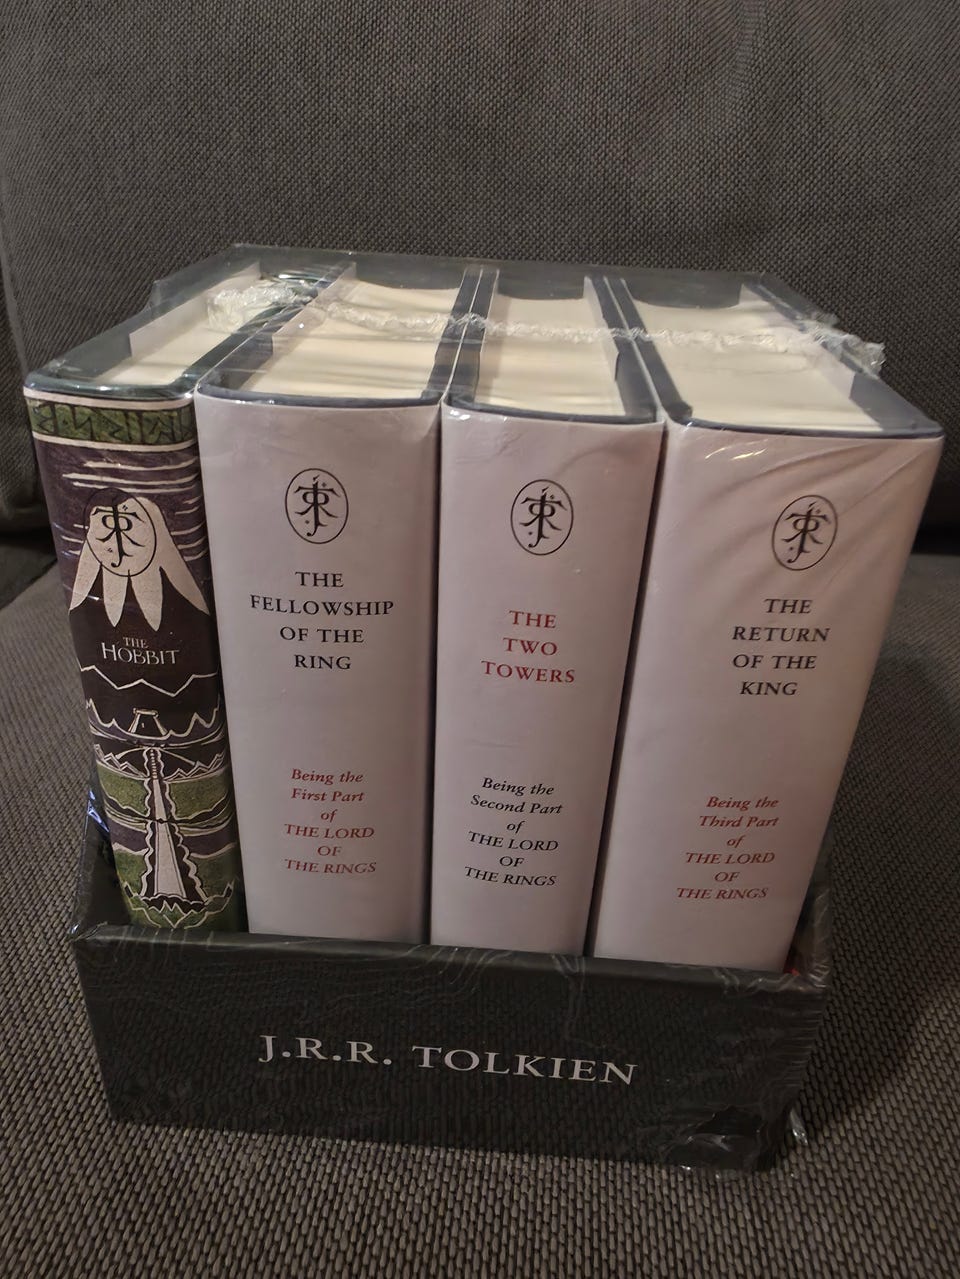 THE
HOBBIT
THE
FELLOWSHIP
OF THE
RING
Being the
First Part
of
THE LORD
OF
THE RINGS
THE
TWO
TOWERS
Being the
Second Part
of
THE LORD
OF
THE RINGS
THE
RETURN
OF THE
KING
Being the
Third Part
of
THE LORD
OF
THE RINGS
J.R.R. TOLKIEN